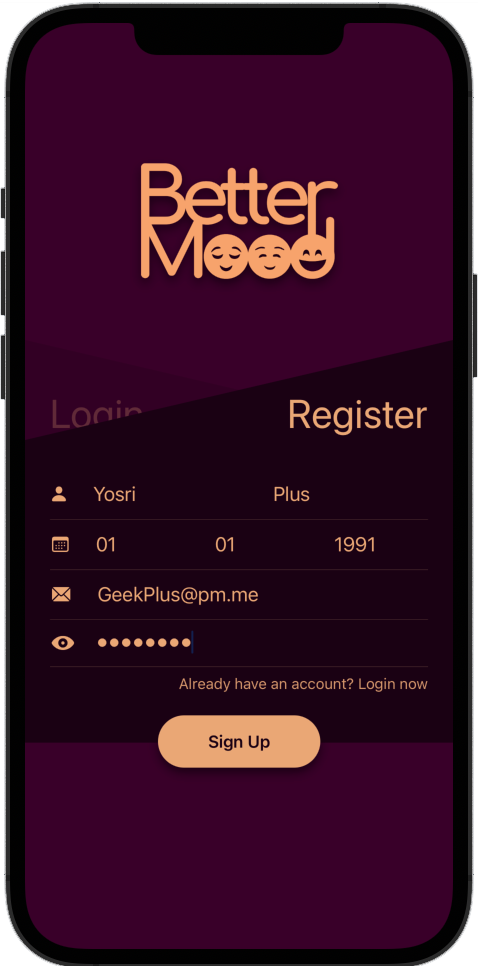 Better
Mood
Login Register
Yosri Plus
01 01 1991
GeekPlus@pm.me
Already have an account? Login now
Sign Up